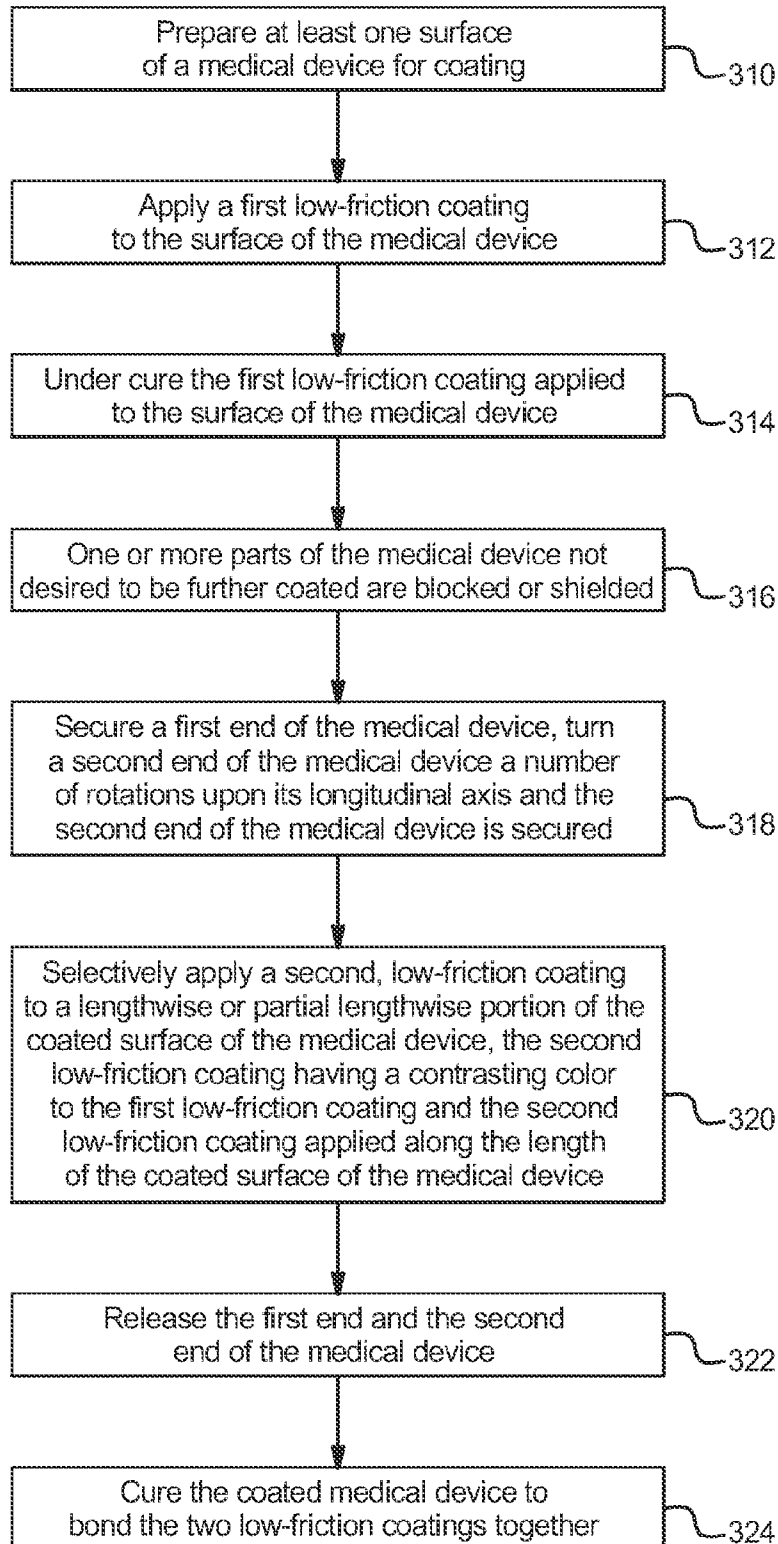 Prepare at least one surface
of a medical device for coating
310
Apply a first low-friction coating
to the surface of the medical device
312
Under cure the first low-friction coating applied
to the surface of the medical device
314
One or more parts of the medical device not
desired to be further coated are blocked or shielded
316
Secure a first end of the medical device, turn
a second end of the medical device a number
of rotations upon its longitudinal axis and the
second end of the medical device is secured
318
Selectively apply a second, low-friction coating
to a lengthwise or partial lengthwise portion of the
coated surface of the medical device, the second
low-friction coating having a contrasting color
to the first low-friction coating and the second
low-friction coating applied along the length
of the coated surface of the medical device
320
Release the first end and the second
end of the medical device
322
Cure the coated medical device to
bond the two low-friction coatings together
324